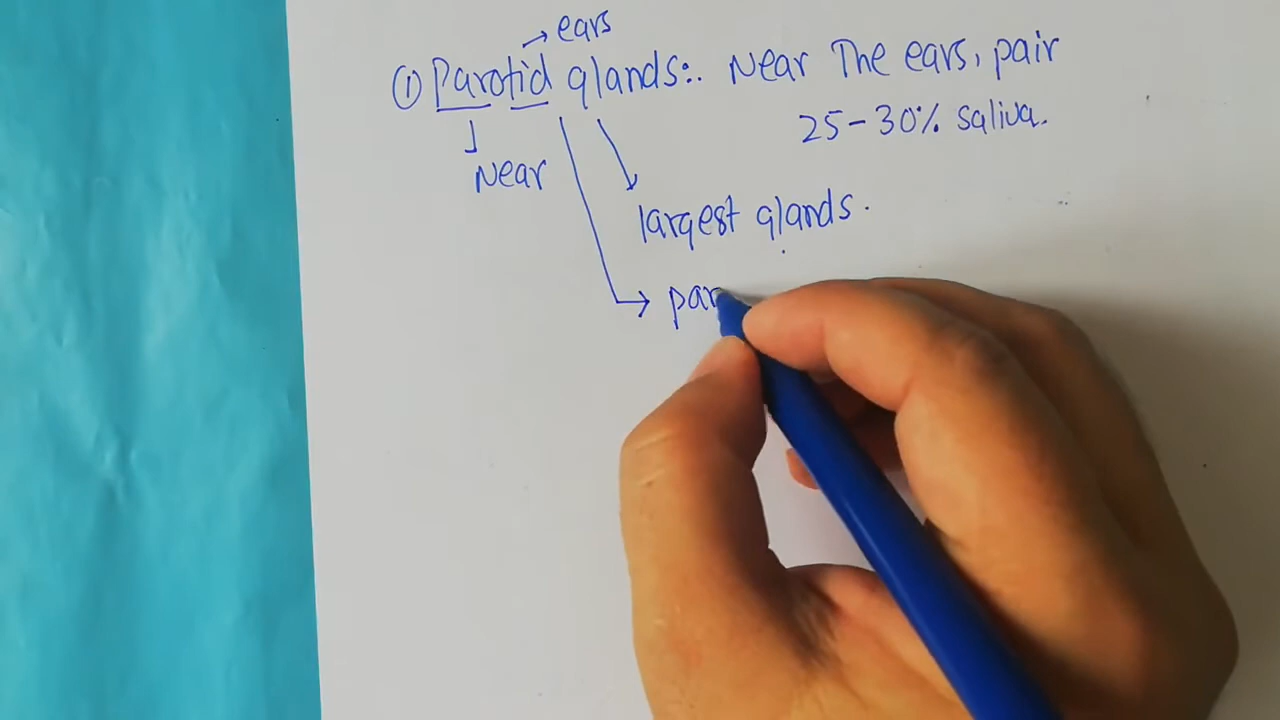 → ears
① Parotid glands:. Near The ears, pair
25-30% saliva.
Near
largest glands.
→ par